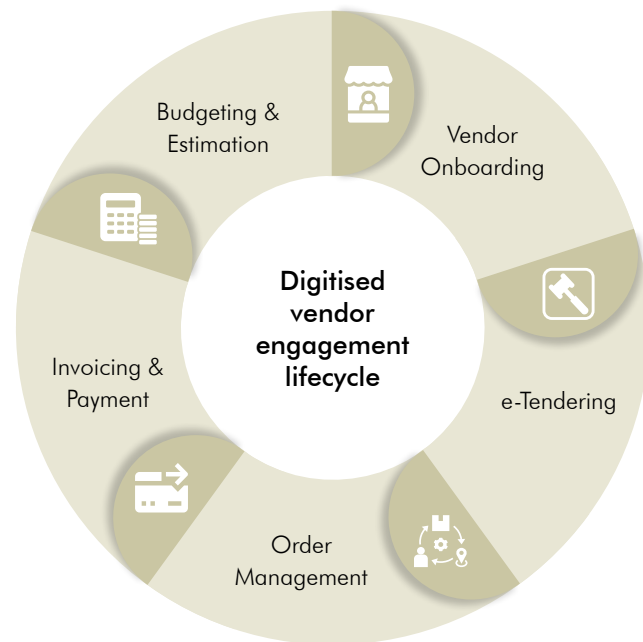 Budgeting &
Estimation
Vendor
Onboarding
Digitised
vendor
engagement
lifecycle
Invoicing &
Payment
e-Tendering
Order
Management